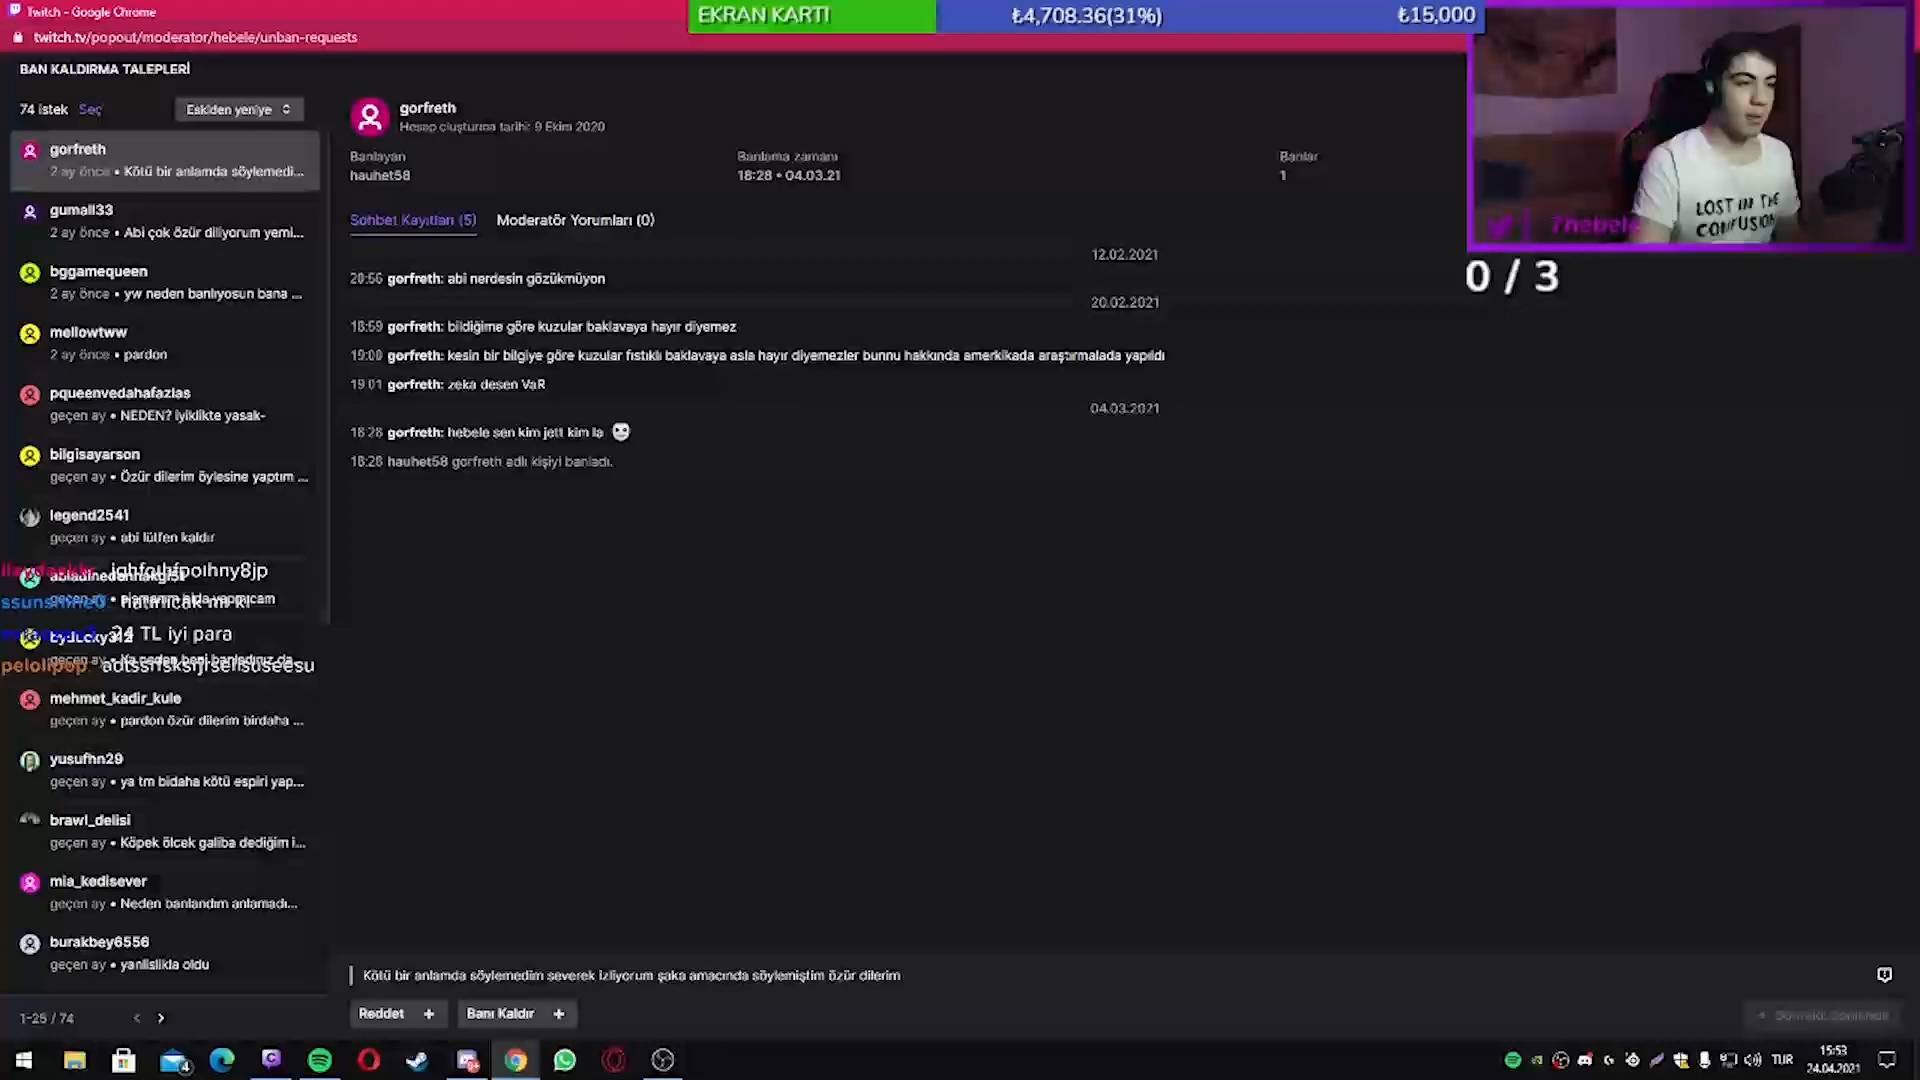 Twitch - Google Chrome
twitch.tv/popout/moderator/hebele/unban-requests
EKRAN KARTI
₺4,708.36(31%)
₺15,000
BAN KALDIRMA TALEPLERİ
74 istek Seç
Eskiden yeniye
gorfreth
2 ay önce • Kötü bir anlamda söylemedi...
gumall33
2 ay önce • Abi çok özür diliyorum yemi...
bggamequeen
2 ay önce • yw neden banlıyosun bana ...
mellowtww
2 ay önce • pardon
pqueenvedahafazlas
geçen ay • NEDEN? iyiklikte yasak-
bilgisayarson
geçen ay • Özür dilerim öylesine yaptım ...
legend2541
geçen ay • abi lütfen kaldır
ssunshine0:
24 TL iyi para
pelolipop:
mehmet_kadir_kule
geçen ay • pardon özür dilerim birdaha ...
yusufhn29
geçen ay • ya tm bidaha kötü espiri yap...
brawl_delisi
geçen ay • Köpek ölcek galiba dediğim i...
mia_kedisever
geçen ay • Neden banlandım anlamadı...
burakbey6556
geçen ay • yanlislikla oldu
1-25 / 74
gorfreth
Hesap oluşturma tarihi: 9 Ekim 2020
Banlayan
hauhet58
Banlama zamanı
18:28 • 04.03.21
Banlar
1
Sohbet Kayıtları (5)
Moderatör Yorumları (0)
12.02.2021
20:56 gorfreth: abi nerdesin gözükmüyon
20.02.2021
18:59 gorfreth: bildiğime göre kuzular baklavaya hayır diyemez
19:00 gorfreth: kesin bir bilgiye göre kuzular fıstıklı baklavaya asla hayır diyemezler bunnu hakkında amerikada araştırmalada yapıldı
19:01 gorfreth: zeka desen VaR
04.03.2021
18:28 gorfreth: hebele sen kim jett kim la
18:28 hauhet58 gorfreth adlı kişiyi banladı.
Kötü bir anlamda söylemedim severek izliyorum şaka amacında söylemiştim özür dilerim
Reddet +
Banı Kaldır +
LOST IN THE
CONFUSION
7hebele
0 / 3
TUR
15:53
24.04.2021